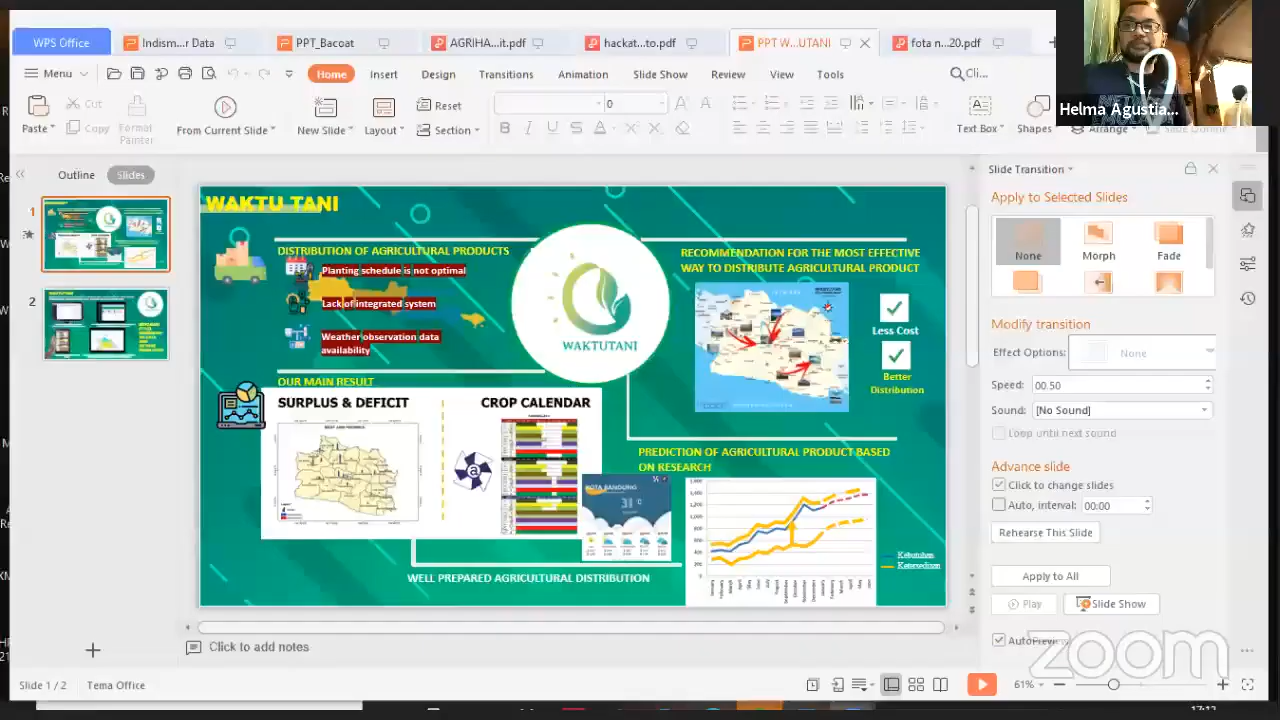 WPS Office
Indism...r Data
PPT_Bacoat
AGRIHA...it.pdf
hackat...to.pdf
PPT W...UTANI
fota n...20.pdf
Helma Agustia...
Menu
Home
Insert
Design
Transitions
Animation
Slide Show
Review
View
Tools
Cli...
Paste
Cut
Copy
Format
Painter
From Current Slide
New Slide
Layout
Reset
Section
0
Text Box
Shapes
Arrange
Slide Outline
Outline
Slides
1
2
WAKTU TANI
DISTRIBUTION OF AGRICULTURAL PRODUCTS
Planting schedule is not optimal
Lack of integrated system
Weather observation data
availability
WAKTUTANI
RECOMMENDATION FOR THE MOST EFFECTIVE
WAY TO DISTRIBUTE AGRICULTURAL PRODUCT
Less Cost
Better
Distribution
OUR MAIN RESULT
SURPLUS & DEFICIT
CROP CALENDAR
KOTA BANDUNG
WELL PREPARED AGRICULTURAL DISTRIBUTION
PREDICTION OF AGRICULTURAL PRODUCT BASED
ON RESEARCH
Kebutuhan
Ketersediaan
Slide Transition
Apply to Selected Slides
None
Morph
Fade
Modify transition
Effect Options:
None
Speed:
00.50
Sound:
[No Sound]
Loop until next sound
Advance slide
Click to change slides
Auto, interval:
00:00
Rehearse This Slide
Apply to All
Play
Slide Show
AutoPreview
zoom
Click to add notes
Slide 1 / 2
Tema Office
61%
17:12